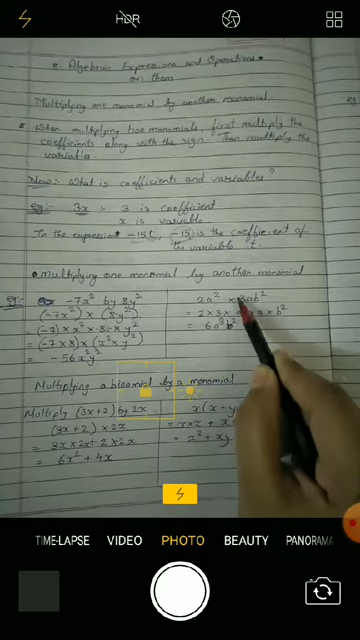 HDR
• Algebraic Expressions and Operations •
on them
Multiplying one monomial by another monomial
• When multiplying two monomials, first multiply the
coefficients along with the sign. Then multiply the
variables
Now: What is coefficients and variables?
Eg: 3x : 3 is coefficient
x is variable
In the expression -15t, (-15) is the coefficient of
the variable t.
• Multiplying one monomial by another monomial
Eg: -7x² by 8y²
(-7x²) × (8y²)
= (-7) × x² × 8 × y²
= (-7 × 8) × (x² × y²)
= -56x²y²
2a² × 3ab²
= 2 × 3 × a × b²
= 6a³b²
Multiplying a binomial by a monomial
Multiply (3x+2) by 2x
(3x+2) × 2x
= 3x × 2x + 2 × 2x
= 6x² + 4x
x(x+y
= x × x + x
= x² + xy
TIME-LAPSE VIDEO PHOTO BEAUTY PANORAMA